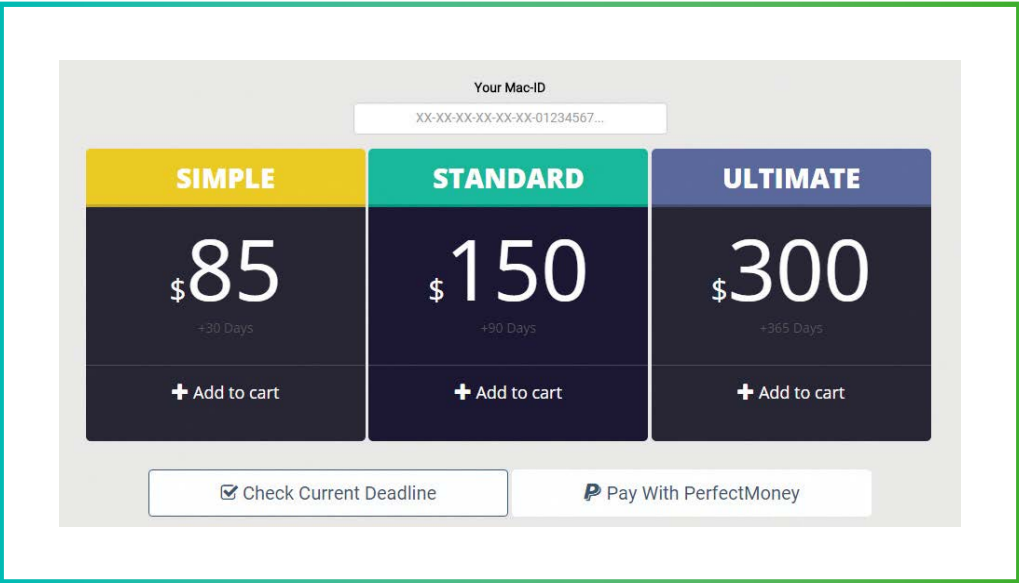 Your Mac-ID
XX-XX-XX-XX-XX-XX-01234567...
SIMPLE
$85
+30 Days
+ Add to cart
STANDARD
$150
+90 Days
+ Add to cart
ULTIMATE
$300
+365 Days
+ Add to cart
Check Current Deadline
Pay With PerfectMoney